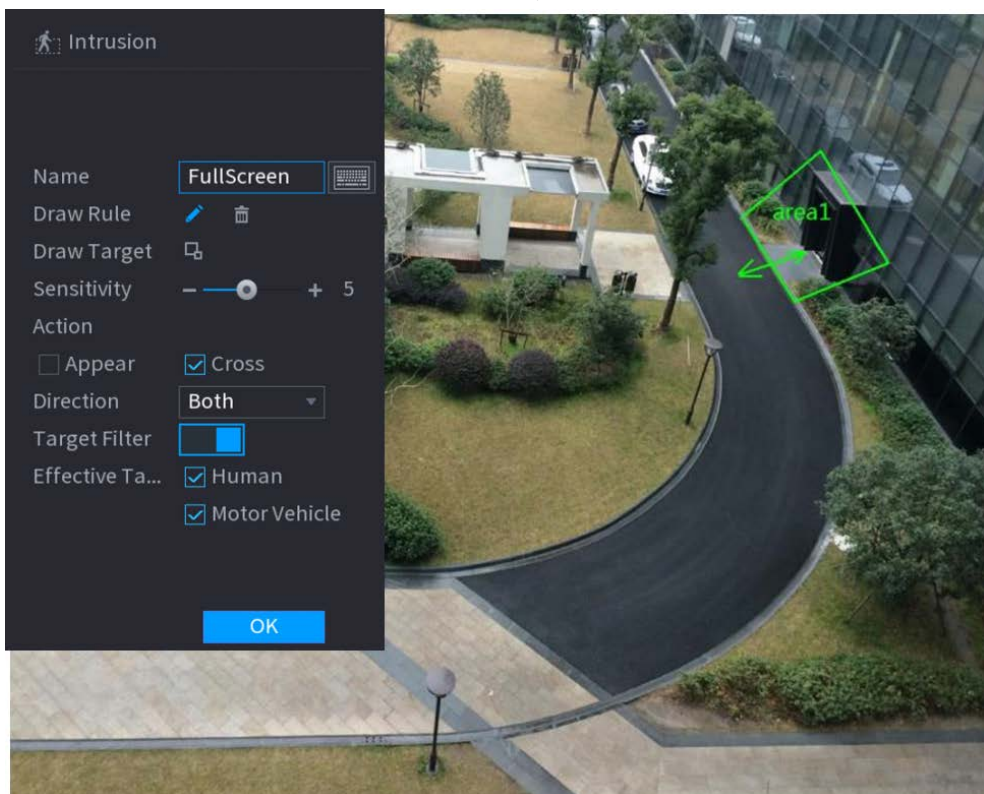 Intrusion
Name FullScreen
Draw Rule
Draw Target
Sensitivity − + 5
Action
Appear Cross
Direction Both
Target Filter
Effective Ta... Human
Motor Vehicle
OK
area1